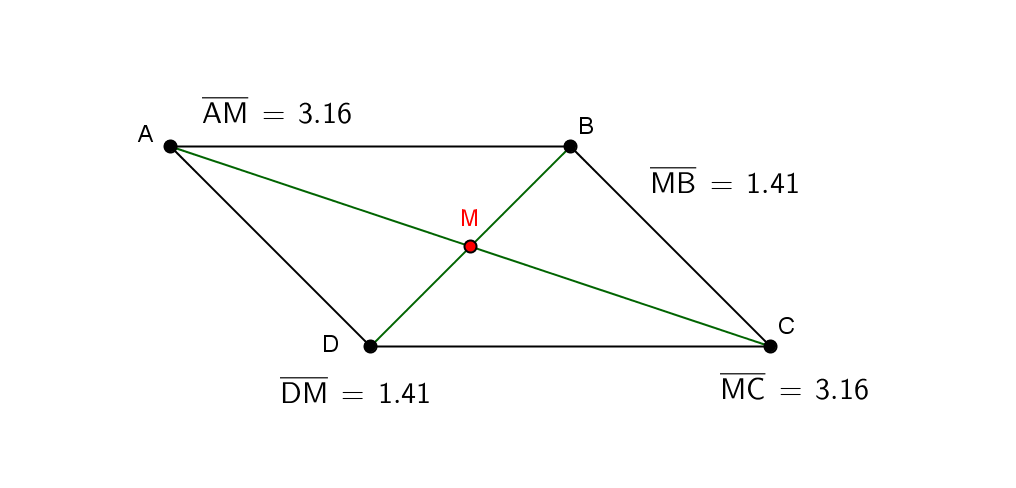 A
AM = 3.16
B
MB = 1.41
M
D
C
DM = 1.41
MC = 3.16